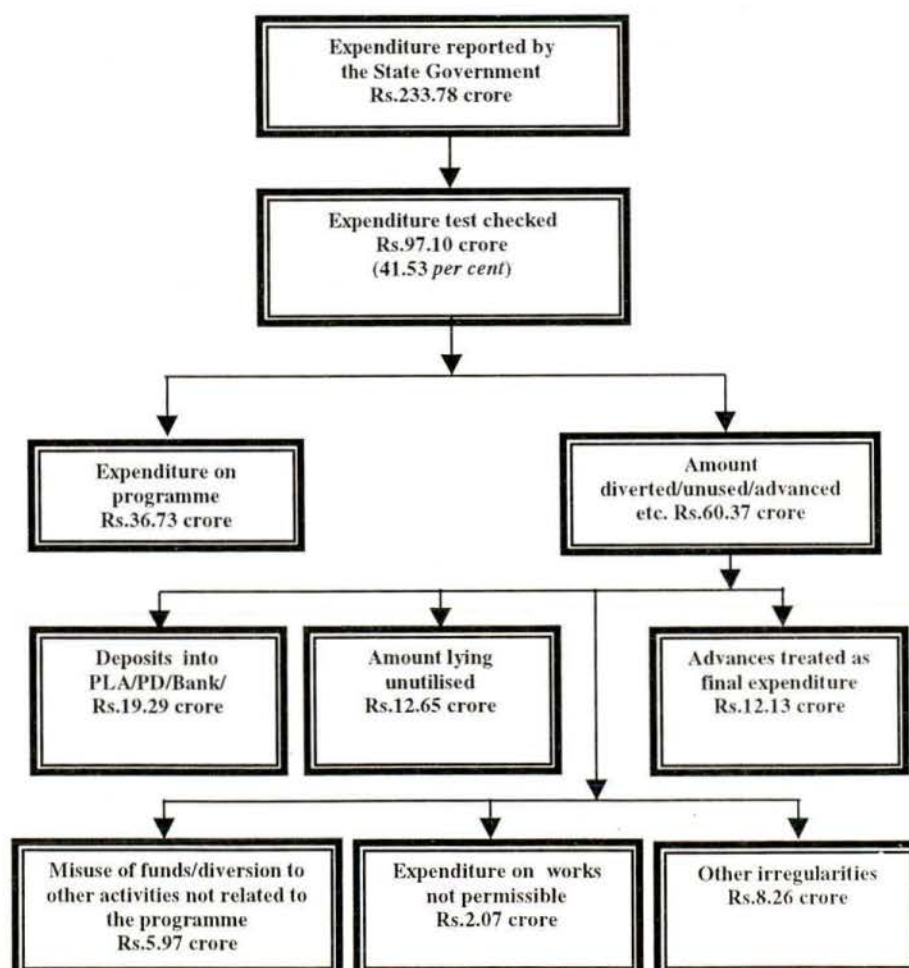 Expenditure reported by
the State Government
Rs.233.78 crore
Expenditure test checked
Rs.97.10 crore
(41.53 per cent)
Expenditure on
programme
Rs.36.73 crore
Amount
diverted/unused/advanced
etc. Rs.60.37 crore
Deposits into
PLA/PD/Bank/
Rs.19.29 crore
Amount lying
unutilised
Rs.12.65 crore
Advances treated as
final expenditure
Rs.12.13 crore
Misuse of funds/diversion to
other activities not related to
the programme
Rs.5.97 crore
Expenditure on works
not permissible
Rs.2.07 crore
Other irregularities
Rs.8.26 crore